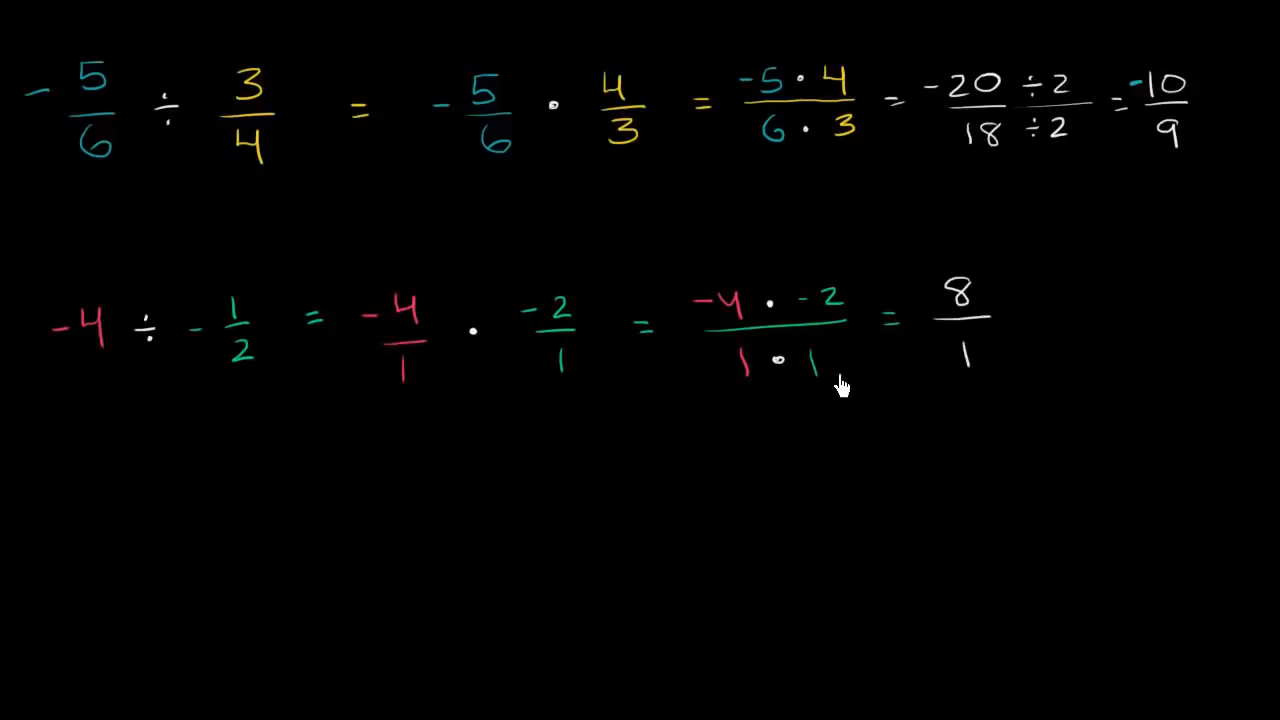 - 5/6 ÷ 3/4 = - 5/6 · 4/3 = -5 · 4 / 6 · 3 = -20 ÷2 / 18 ÷2 = -10/9
-4 ÷ - 1/2 = -4/1 · -2/1 = -4 · -2 / 1 · 1 = 8/1